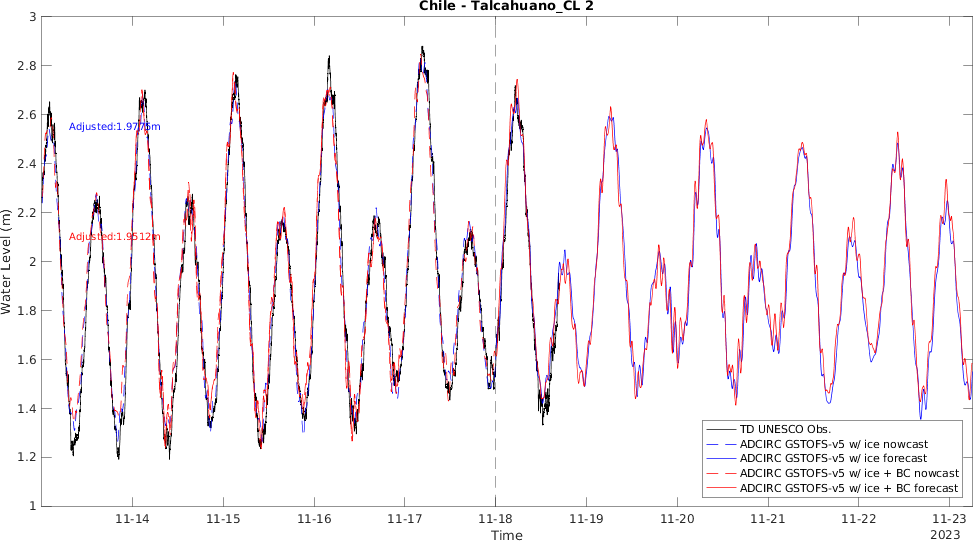 Chile - Talcahuano_CL 2
3
2.8
2.6
2.4
2.2
2
1.8
1.6
1.4
1.2
1
Water Level (m)
Adjusted:1.9775m
Adjusted:1.9512m
TD UNESCO Obs.
ADCIRC GSTOFS-v5 w/ ice nowcast
ADCIRC GSTOFS-v5 w/ ice forecast
ADCIRC GSTOFS-v5 w/ ice + BC nowcast
ADCIRC GSTOFS-v5 w/ ice + BC forecast
11-14 11-15 11-16 11-17 11-18 11-19 11-20 11-21 11-22 11-23
2023
Time